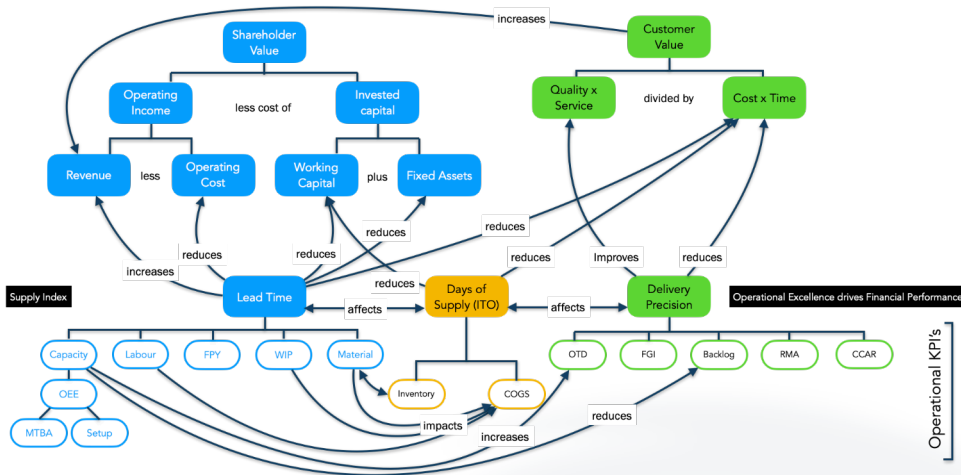 increases
Shareholder
Value
Customer
Value
Operating
Income
less cost of
Invested
capital
Quality x
Service
divided by
Cost x Time
Revenue
less
Operating
Cost
Working
Capital
plus
Fixed Assets
increases
reduces
reduces
reduces
reduces
reduces
reduces
Improves
reduces
Supply Index
Lead Time
affects
Days of
Supply (ITO)
affects
Delivery
Precision
Operational Excellence drives Financial Performance
Capacity
Labour
FPY
WIP
Material
OTD
FGI
Backlog
RMA
CCAR
OEE
Inventory
COGS
MTBA
Setup
impacts
increases
reduces
Operational KPI's